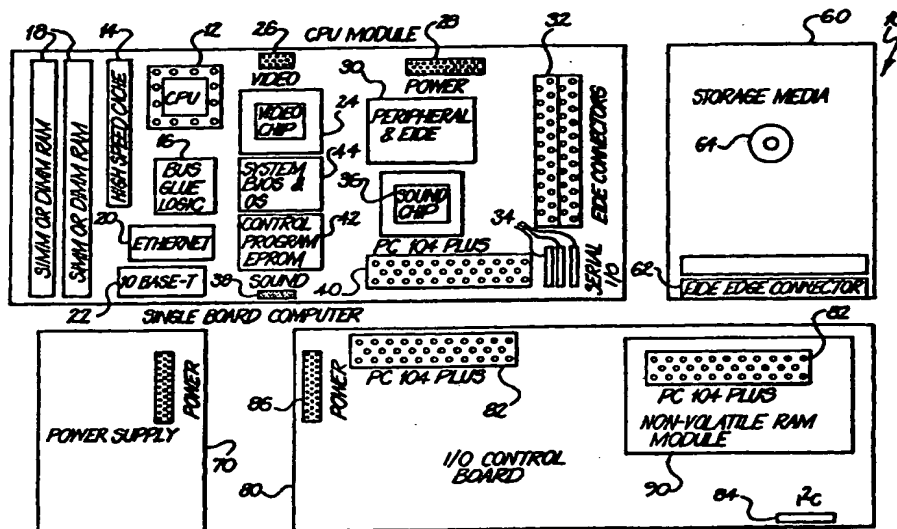 18
14
12
26
CPU MODULE
28
32
60
10
SIMM OR DIMM RAM
SIMM OR DIMM RAM
HIGH SPEED CACHE
CPU
VIDEO
POWER
30
VIDEO CHIP
24
PERIPHERAL & EIDE
EIDE CONNECTORS
STORAGE MEDIA
64
16
BUS GLUE LOGIC
SYSTEM BIOS & OS
44
36
SOUND CHIP
20
ETHERNET
CONTROL PROGRAM EPROM
42
34
PC 104 PLUS
SERIAL I/O
62
22
10 BASE-T
38
SOUND
40
EIDE EDGE CONNECTOR
SINGLE BOARD COMPUTER
82
POWER
86
POWER
PC 104 PLUS
82
PC 104 PLUS
POWER SUPPLY
70
80
I/O CONTROL BOARD
NON-VOLATILE RAM MODULE
90
84
I²C